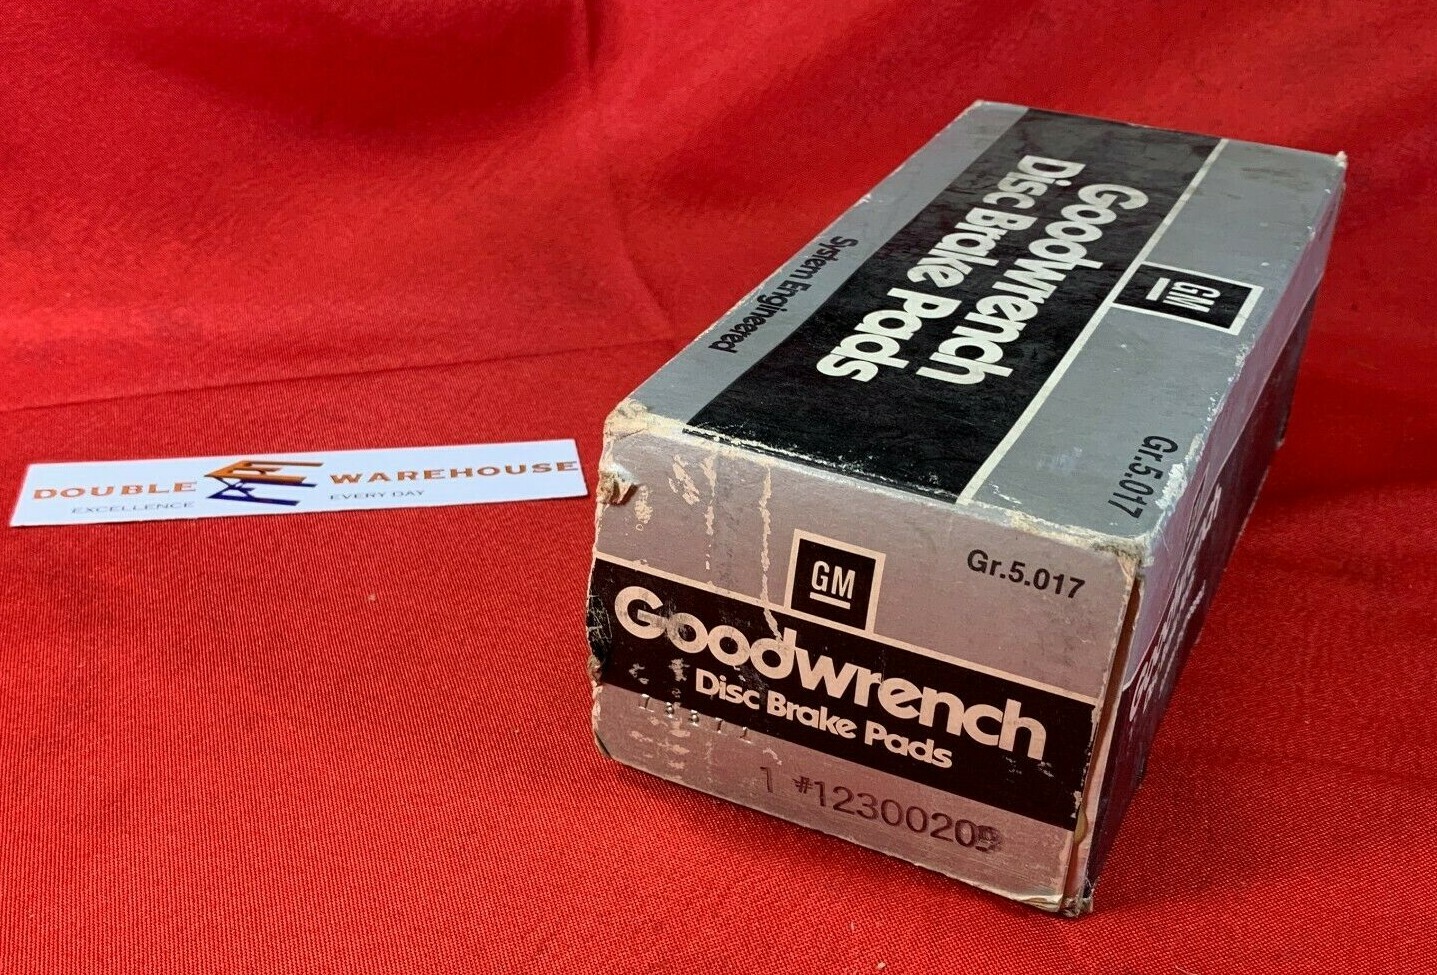 Goodwrench
Disc Brake Pads
System Engineered
GM
Gr.5.017
DOUBLE WAREHOUSE
EXCELLENCE EVERY DAY
GM
Gr.5.017
Goodwrench
Disc Brake Pads
1